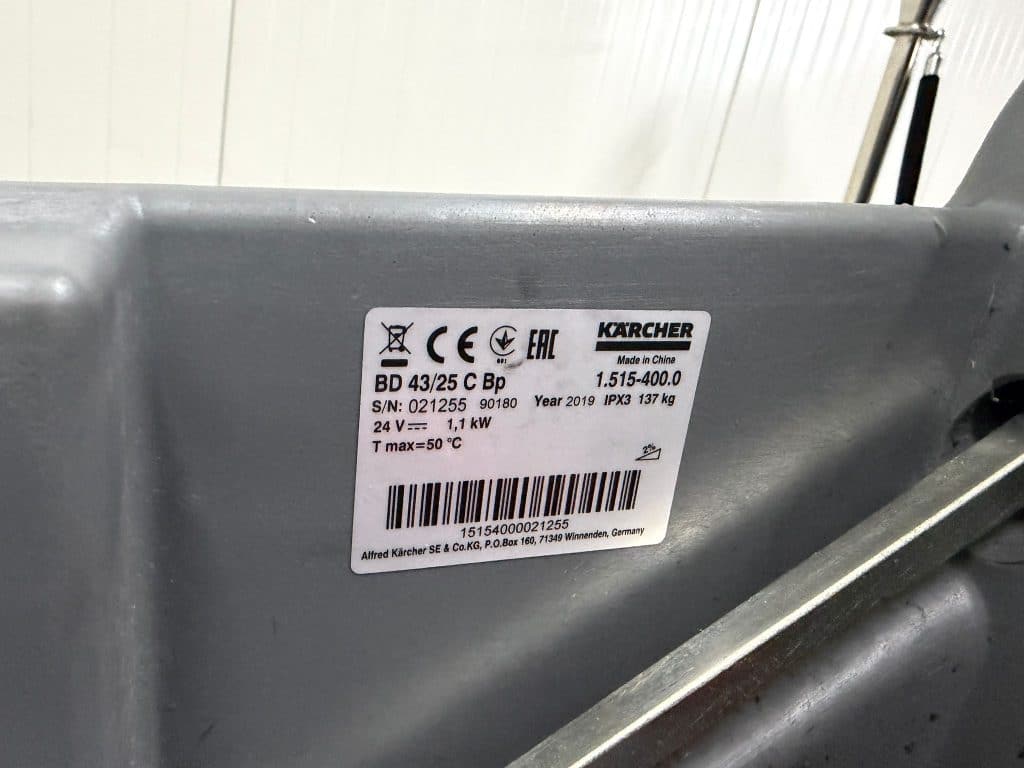 CE 001 EAC KÄRCHER
Made in China
BD 43/25 C Bp 1.515-400.0
S/N: 021255 90180 Year 2019 IPX3 137 kg
24 V 1,1 kW
T max=50 °C
2%
15154000021255
Alfred Kärcher SE & Co.KG, P.O.Box 160, 71349 Winnenden, Germany